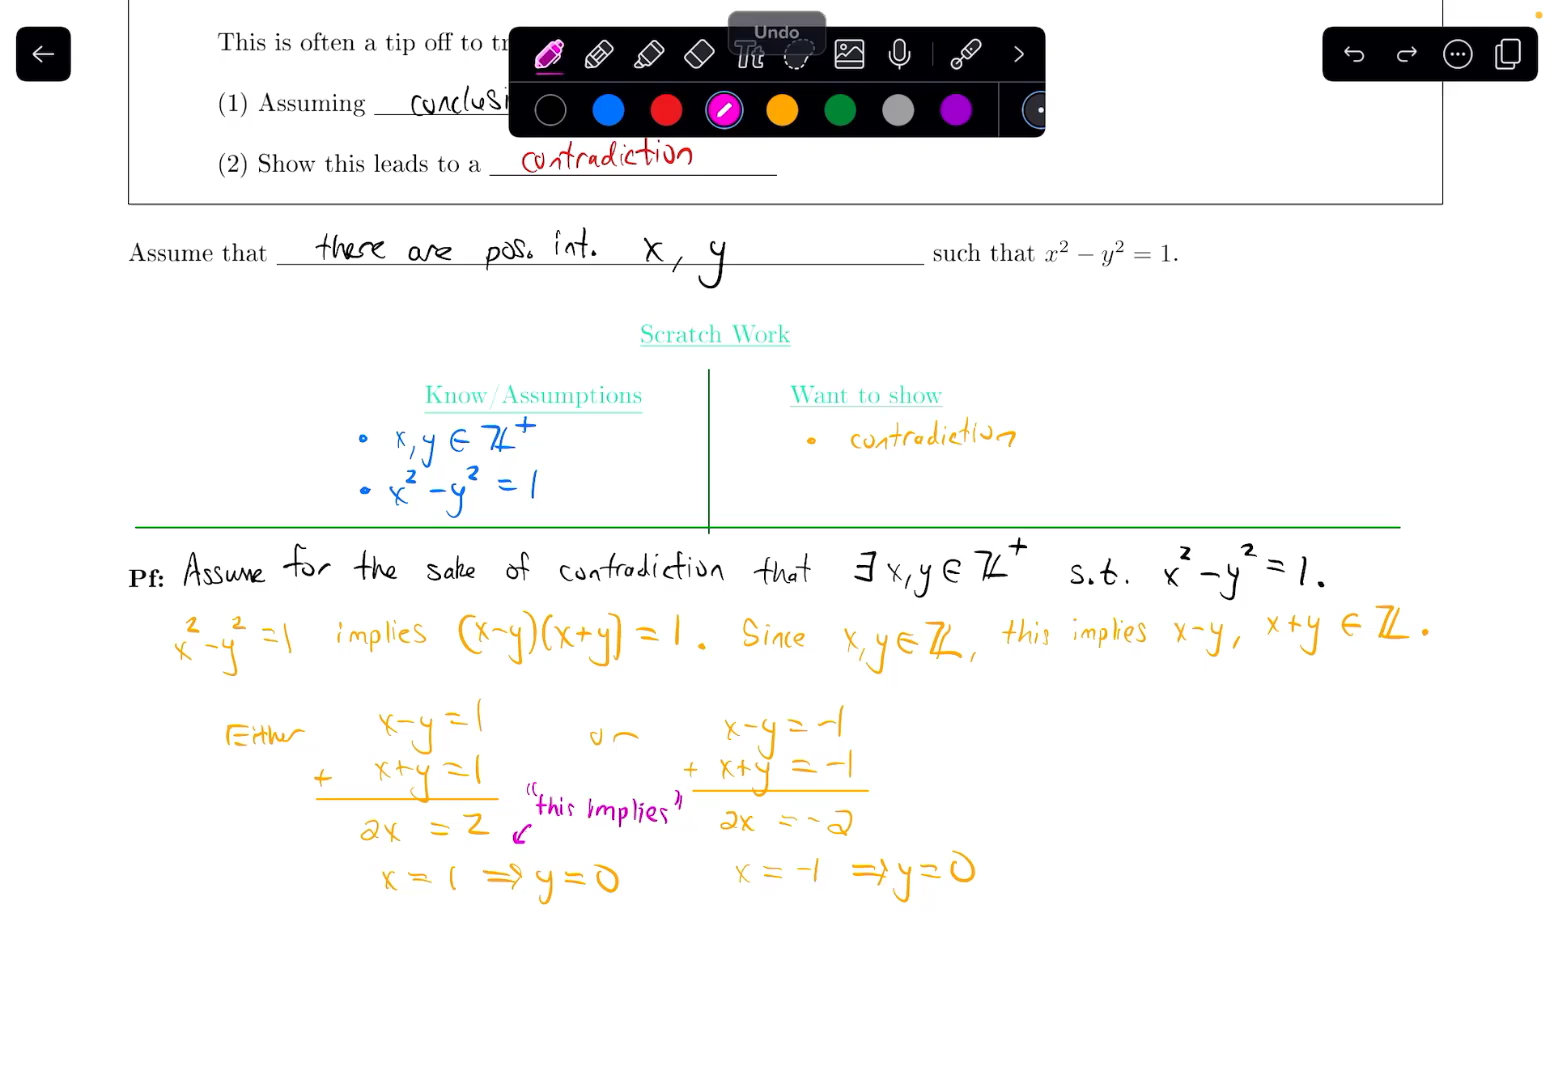 Undo
This is often a tip off to tr
Tt
(1) Assuming conclusi
(2) Show this leads to a contradiction
Assume that there are pos. int. x, y such that x² − y² = 1.
Scratch Work
Know/Assumptions
Want to show
• x, y ∈ ℤ⁺
• contradiction
• x² − y² = 1
Pf: Assume for the sake of contradiction that ∃ x, y ∈ ℤ⁺ s.t. x² − y² = 1.
x² − y² = 1 implies (x−y)(x+y) = 1. Since x, y ∈ ℤ, this implies x−y, x+y ∈ ℤ.
Either x−y = 1 or x−y = −1
+ x+y = 1 + x+y = −1
"this implies"
2x = 2 2x = −2
x = 1 ⇒ y = 0 x = −1 ⇒ y = 0